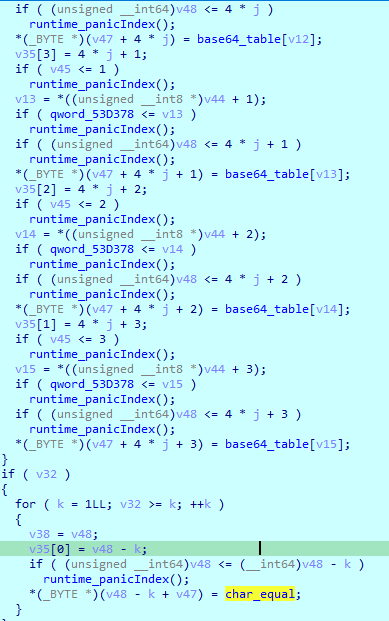 if ( (unsigned __int64)v48 <= 4 * j )
runtime_panicIndex();
*(_BYTE *)(v47 + 4 * j) = base64_table[v12];
v35[3] = 4 * j + 1;
if ( v45 <= 1 )
runtime_panicIndex();
v13 = *((unsigned __int8 *)v44 + 1);
if ( qword_53D378 <= v13 )
runtime_panicIndex();
if ( (unsigned __int64)v48 <= 4 * j + 1 )
runtime_panicIndex();
*(_BYTE *)(v47 + 4 * j + 1) = base64_table[v13];
v35[2] = 4 * j + 2;
if ( v45 <= 2 )
runtime_panicIndex();
v14 = *((unsigned __int8 *)v44 + 2);
if ( qword_53D378 <= v14 )
runtime_panicIndex();
if ( (unsigned __int64)v48 <= 4 * j + 2 )
runtime_panicIndex();
*(_BYTE *)(v47 + 4 * j + 2) = base64_table[v14];
v35[1] = 4 * j + 3;
if ( v45 <= 3 )
runtime_panicIndex();
v15 = *((unsigned __int8 *)v44 + 3);
if ( qword_53D378 <= v15 )
runtime_panicIndex();
if ( (unsigned __int64)v48 <= 4 * j + 3 )
runtime_panicIndex();
*(_BYTE *)(v47 + 4 * j + 3) = base64_table[v15];
}
if ( v32 )
{
for ( k = 1LL; v32 >= k; ++k )
{
v38 = v48;
v35[0] = v48 - k;
if ( (unsigned __int64)v48 <= (__int64)v48 - k )
runtime_panicIndex();
*(_BYTE *)(v48 - k + v47) = char_equal;
}